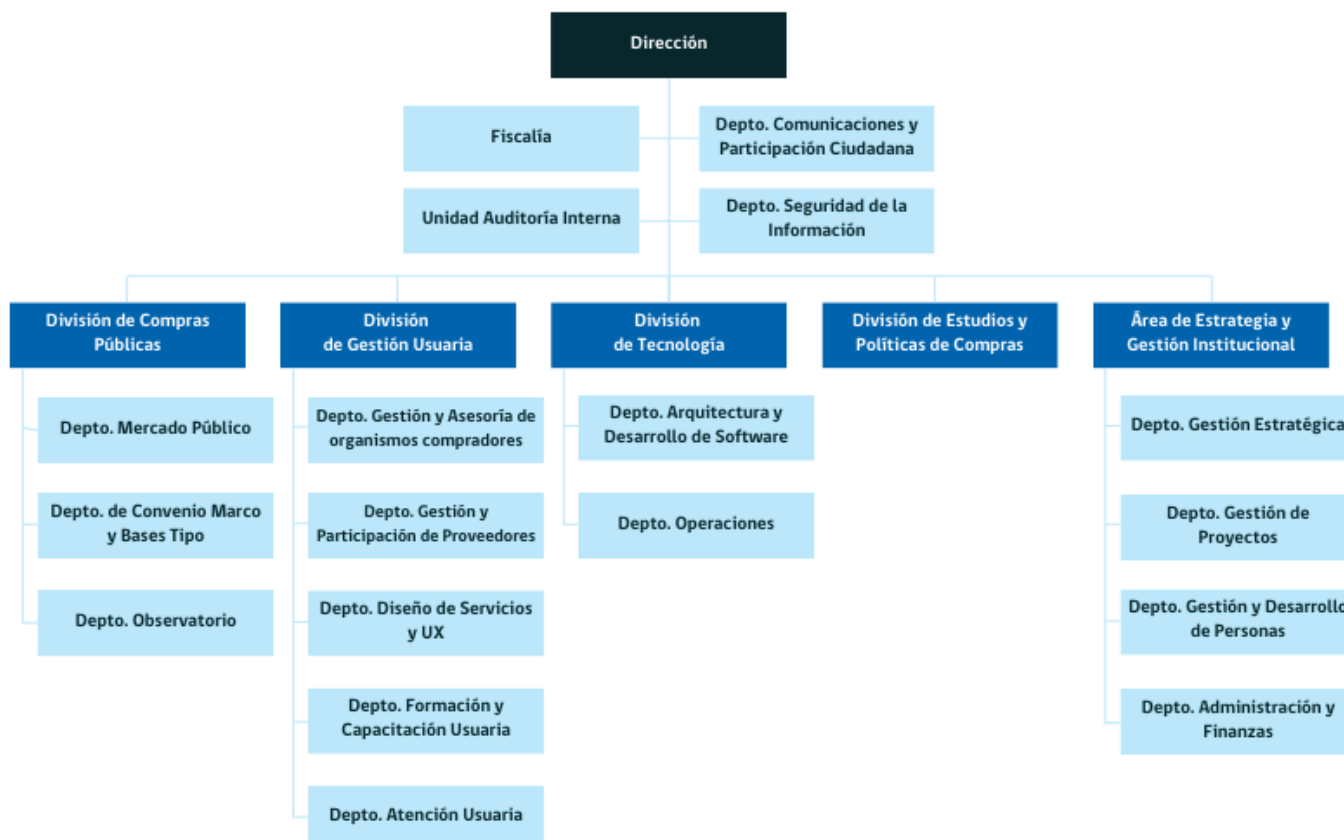 Dirección
Fiscalía
Depto. Comunicaciones y
Participación Ciudadana
Unidad Auditoría Interna
Depto. Seguridad de la
Información
División de Compras
Públicas
División
de Gestión Usuaria
División
de Tecnología
División de Estudios y
Políticas de Compras
Área de Estrategia y
Gestión Institucional
Depto. Mercado Público
Depto. de Convenio Marco
y Bases Tipo
Depto. Observatorio
Depto. Gestión y Asesoría de
organismos compradores
Depto. Gestión y
Participación de Proveedores
Depto. Diseño de Servicios
y UX
Depto. Formación y
Capacitación Usuaria
Depto. Atención Usuaria
Depto. Arquitectura y
Desarrollo de Software
Depto. Operaciones
Depto. Gestión Estratégica
Depto. Gestión de
Proyectos
Depto. Gestión y Desarrollo
de Personas
Depto. Administración y
Finanzas